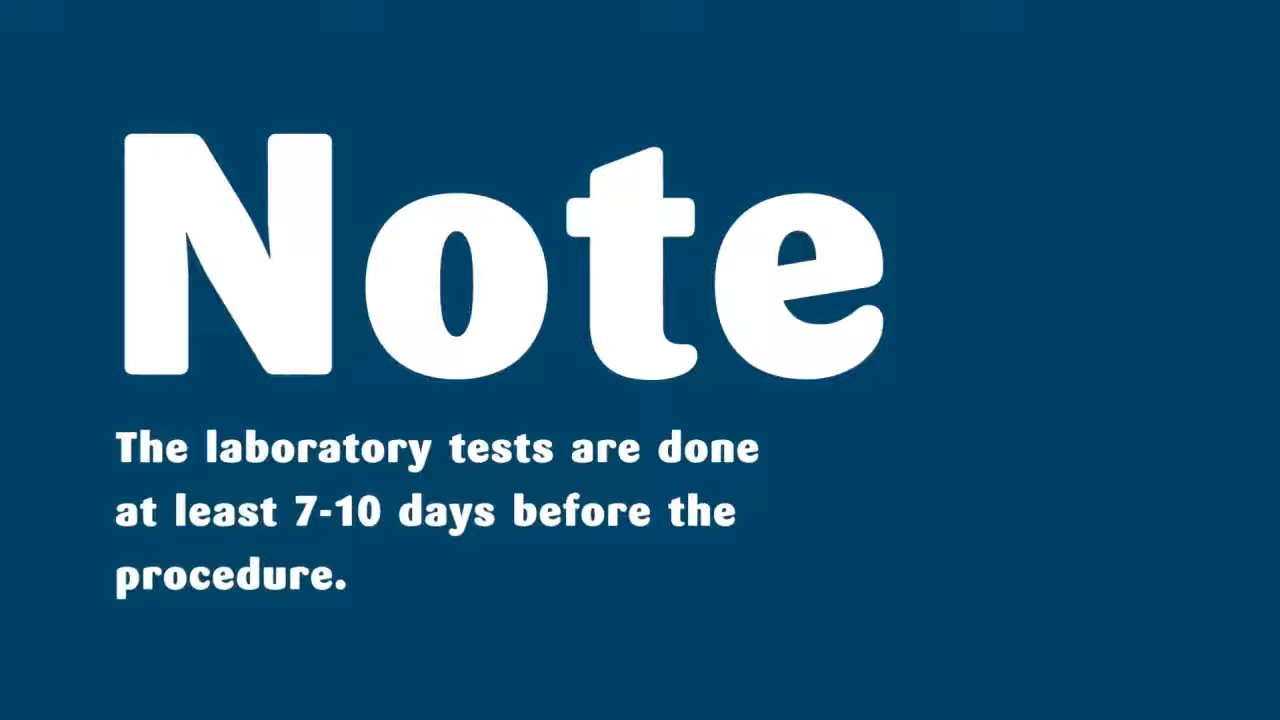 Note
The laboratory tests are done
at least 7-10 days before the
procedure.